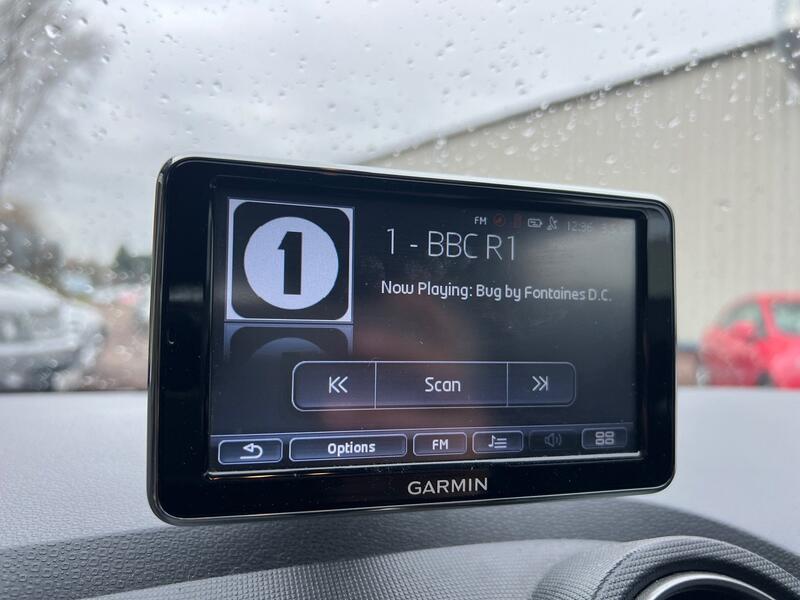 FM 12:36
1 - BBC R1
1
Now Playing: Bug by Fontaines D.C.
Scan
Options FM
GARMIN